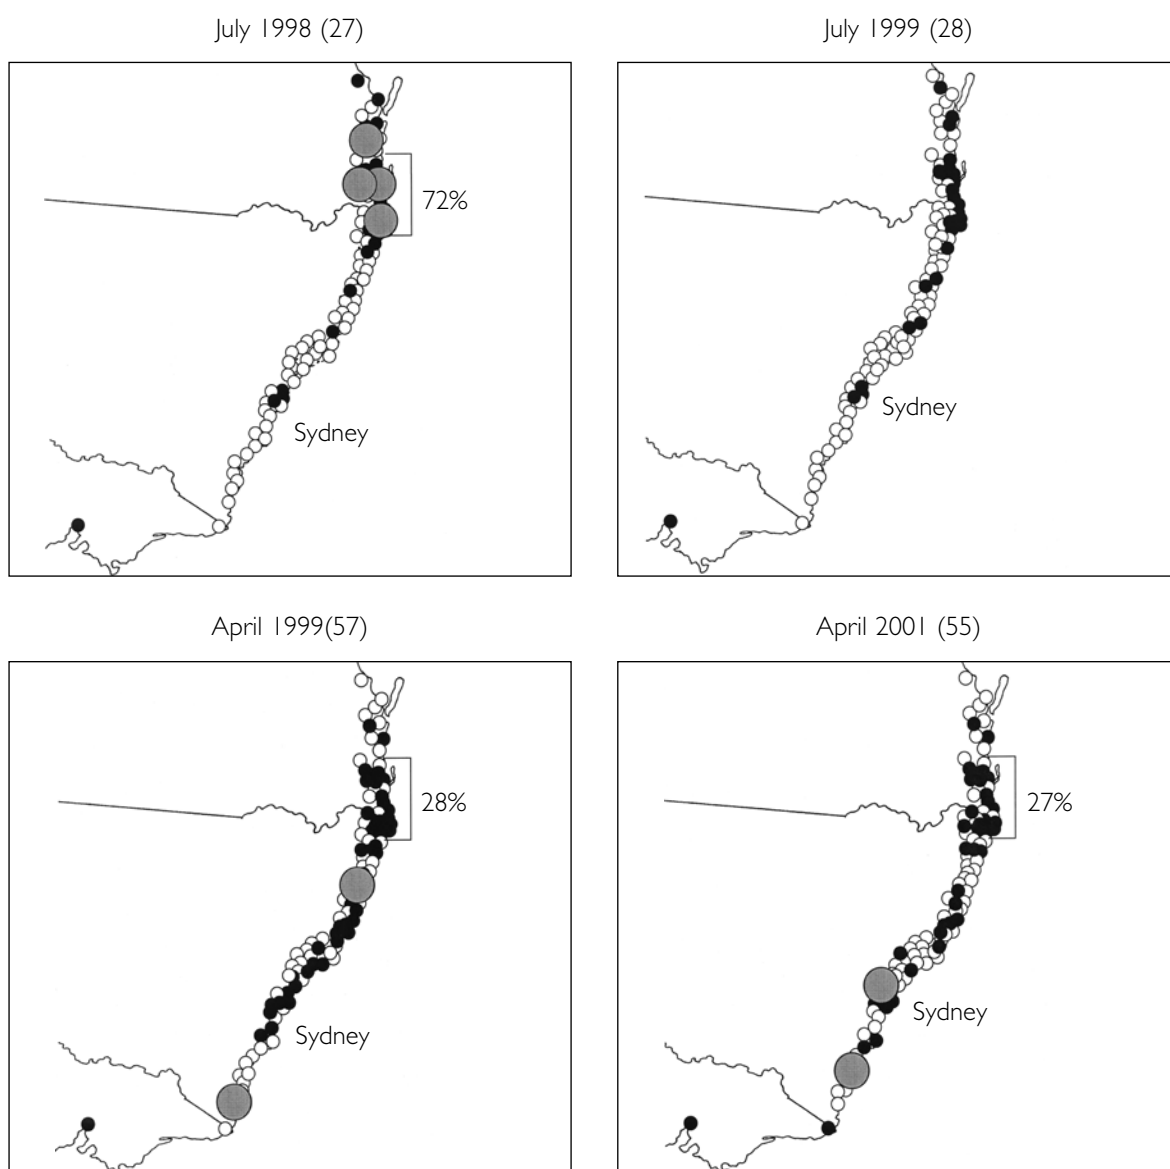 July 1998 (27)
July 1999 (28)
72%
Sydney
Sydney
April 1999(57)
April 2001 (55)
28%
27%
Sydney
Sydney